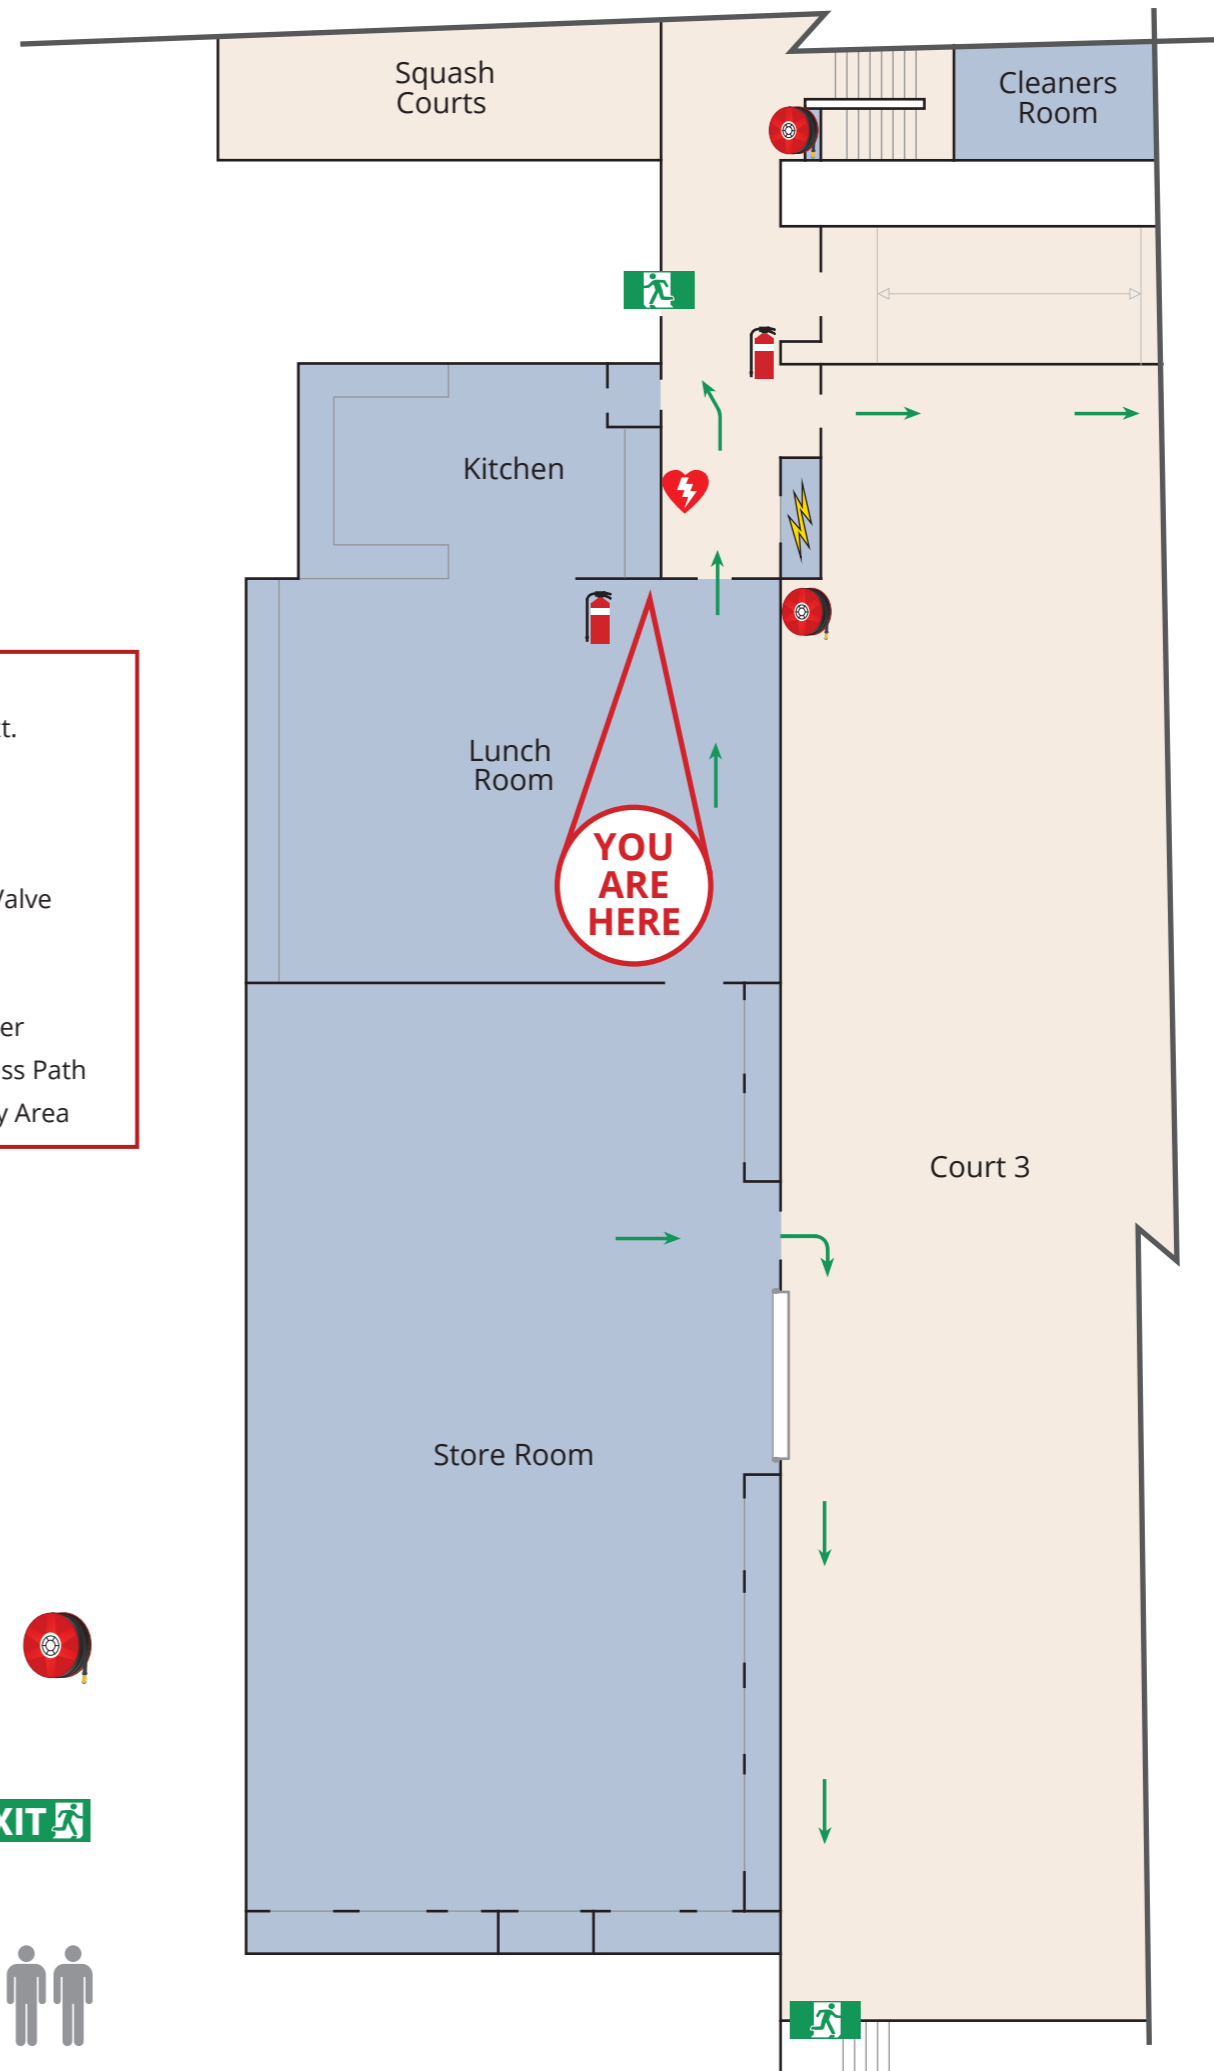 Squash
Courts
Cleaners
Room
Kitchen
Lunch
Room
YOU
ARE
HERE
Court 3
Store Room
t.
Valve
er
ss Path
y Area
XIT